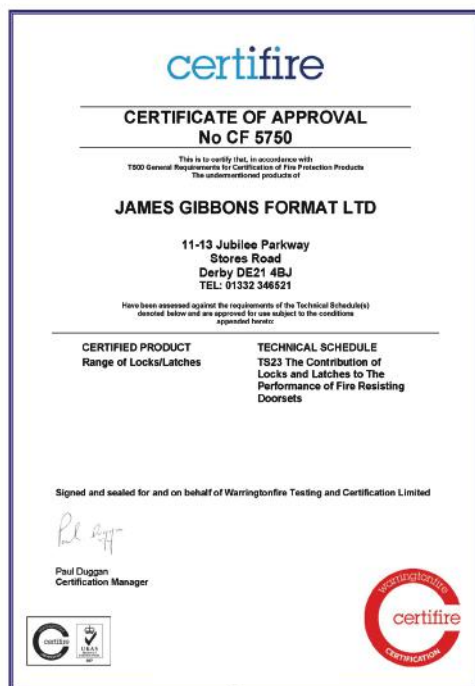 certifire
CERTIFICATE OF APPROVAL
No CF 5750
This is to certify that, in accordance with
TS00 General Requirements for Certification of Fire Protection Products
The undermentioned products of
JAMES GIBBONS FORMAT LTD
11-13 Jubilee Parkway
Stores Road
Derby DE21 4BJ
TEL: 01332 346521
Have been assessed against the requirements of the Technical Schedule(s)
denoted below and are approved for use subject to the conditions
appended hereto:
CERTIFIED PRODUCT
Range of Locks/Latches
TECHNICAL SCHEDULE
TS23 The Contribution of
Locks and Latches to The
Performance of Fire Resisting
Doorsets
Signed and sealed for and on behalf of Warringtonfire Testing and Certification Limited
Paul Duggan
Paul Duggan
Certification Manager
certifire
UKAS
warringtonfire
certifire
CERTIFICATION